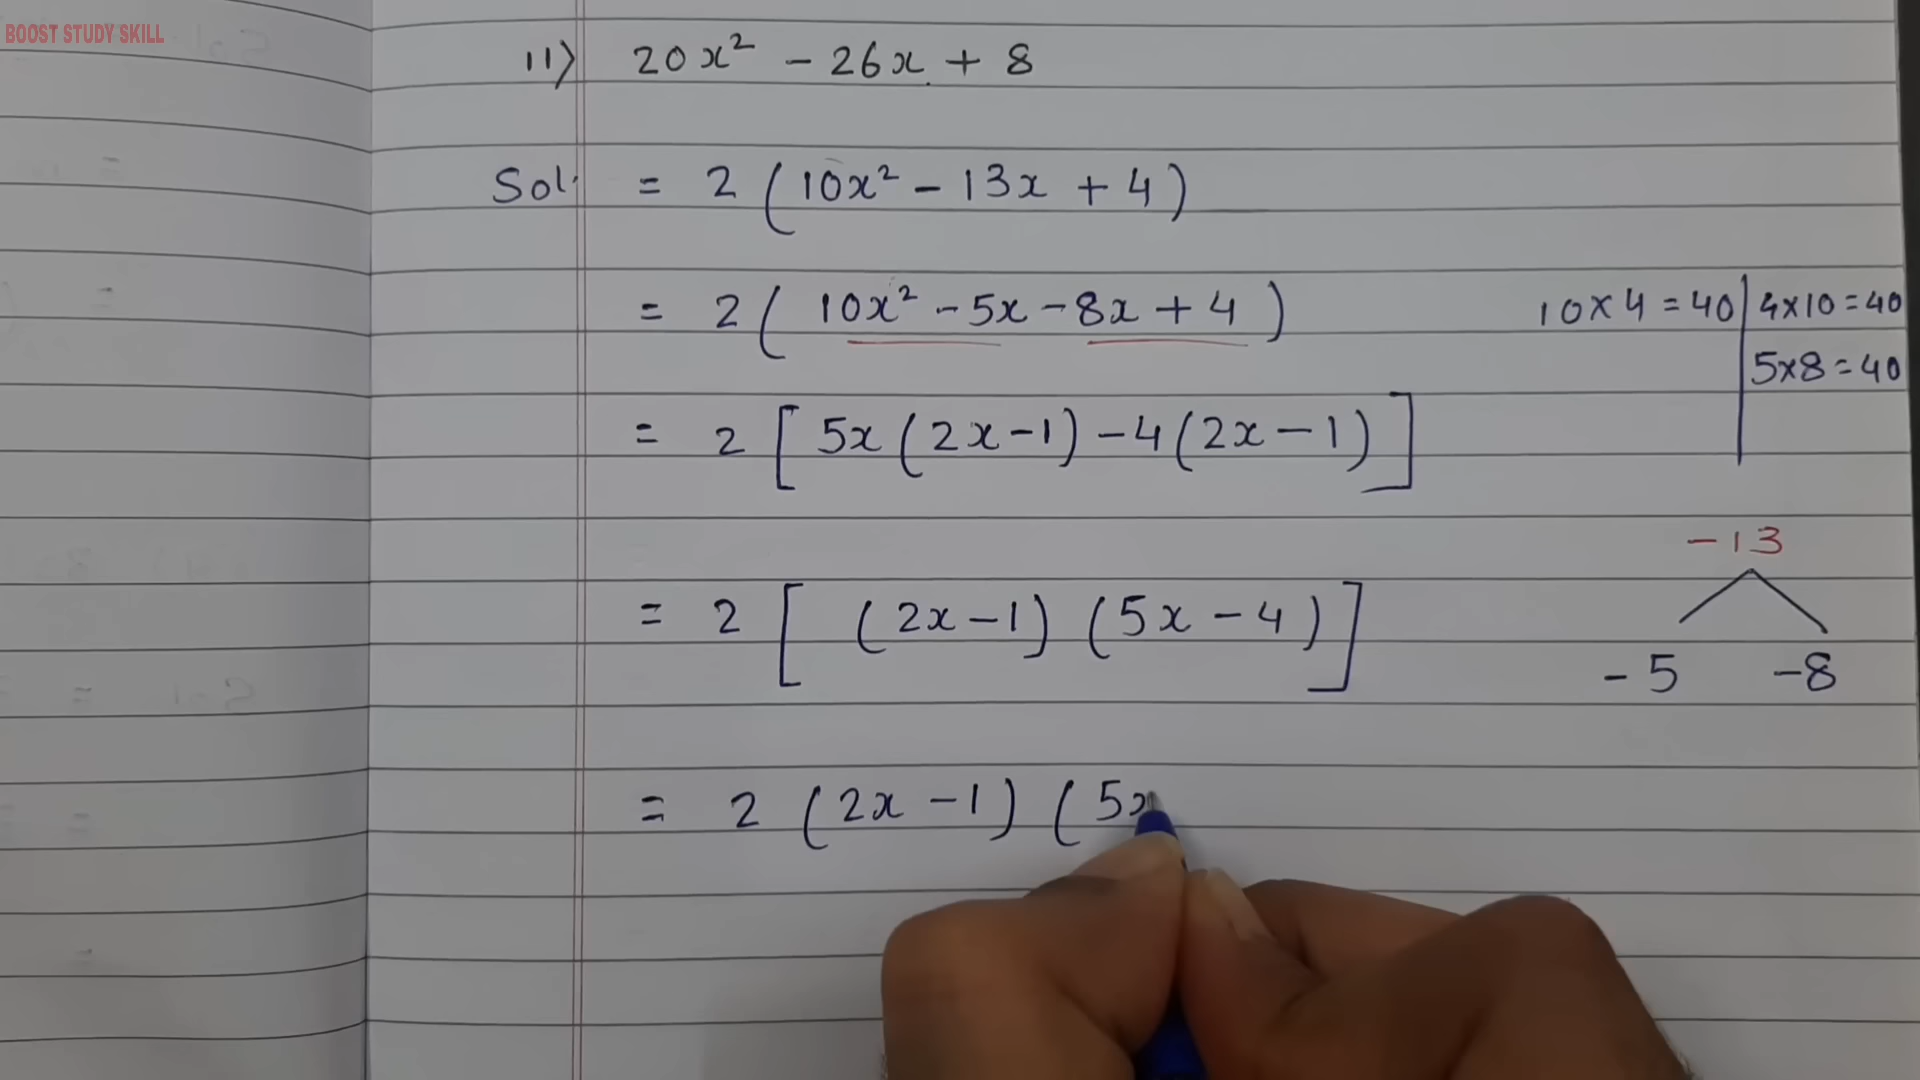 BOOST STUDY SKILL
11) 20x² - 26x + 8
Sol. = 2 (10x² - 13x + 4)
= 2 ( 10x² - 5x - 8x + 4 )
10 × 4 = 40 | 4×10 = 40
5×8 = 40
= 2 [ 5x (2x-1) - 4 (2x - 1) ]
-13
= 2 [ (2x-1) (5x - 4) ]
-5 -8
= 2 (2x - 1) (5x